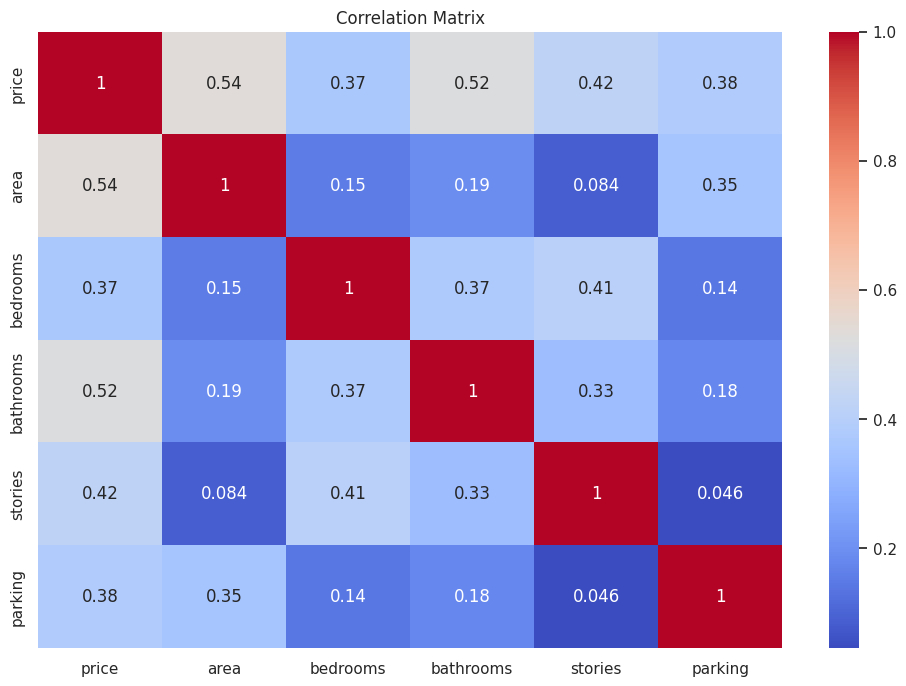 Correlation Matrix
price 1 0.54 0.37 0.52 0.42 0.38
area 0.54 1 0.15 0.19 0.084 0.35
bedrooms 0.37 0.15 1 0.37 0.41 0.14
bathrooms 0.52 0.19 0.37 1 0.33 0.18
stories 0.42 0.084 0.41 0.33 1 0.046
parking 0.38 0.35 0.14 0.18 0.046 1
price area bedrooms bathrooms stories parking
1.0
0.8
0.6
0.4
0.2